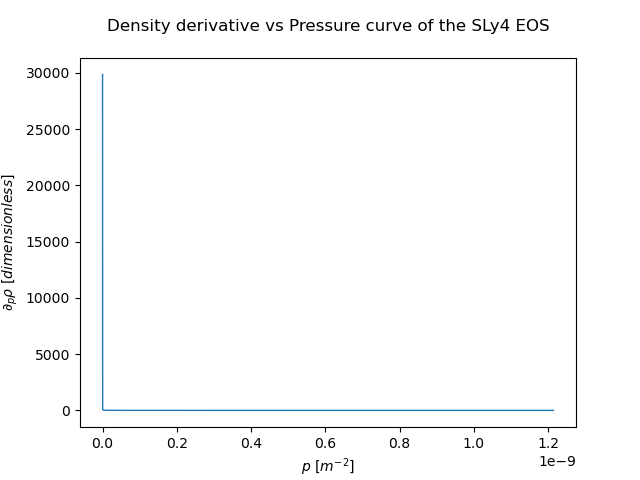 Density derivative vs Pressure curve of the SLy4 EOS
30000
25000
20000
15000
10000
5000
0
∂ₚρ [dimensionless]
0.0 0.2 0.4 0.6 0.8 1.0 1.2
1e−9
p [m⁻²]